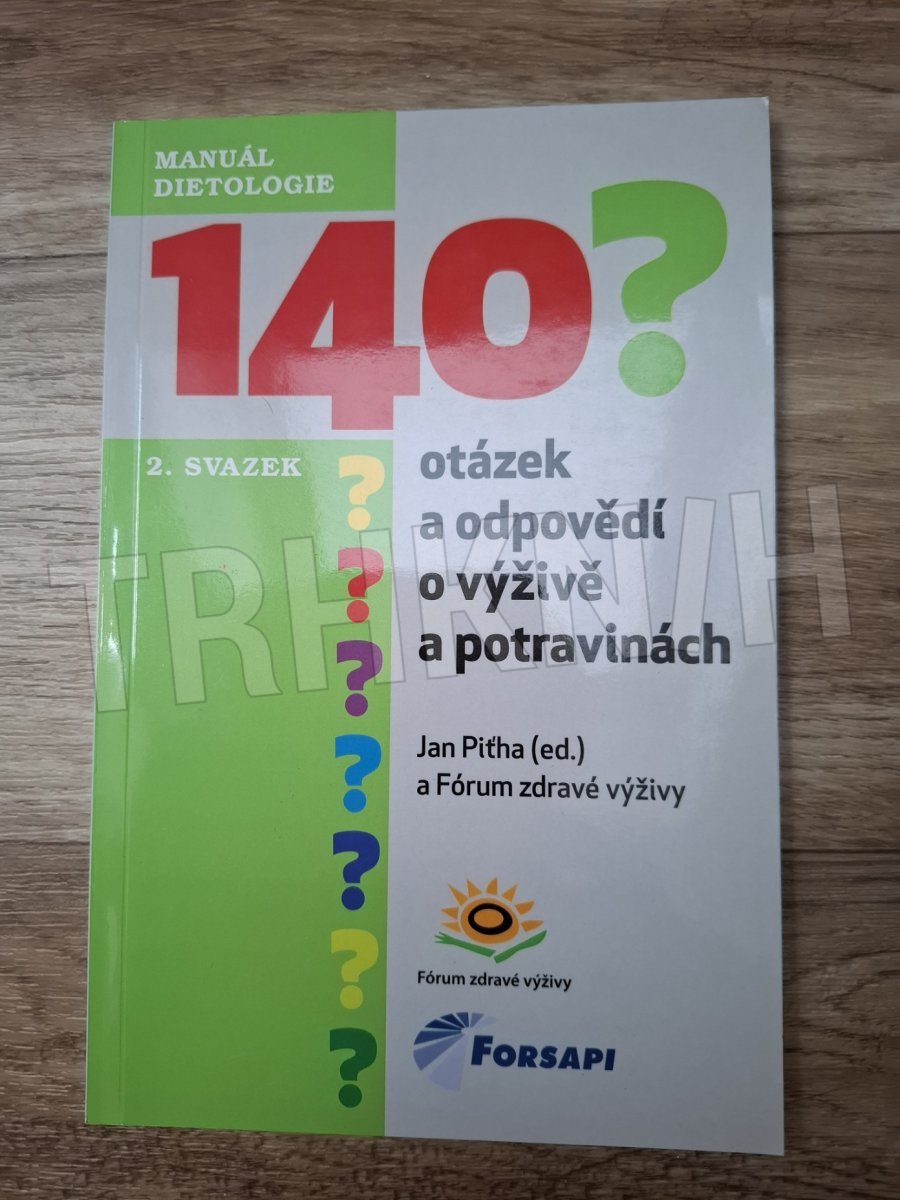 MANUÁL
DIETOLOGIE
140?
2. SVAZEK
otázek
a odpovědí
o výživě
a potravinách
TRHKNIH
Jan Piťha (ed.)
a Fórum zdravé výživy
Fórum zdravé výživy
FORSAPI